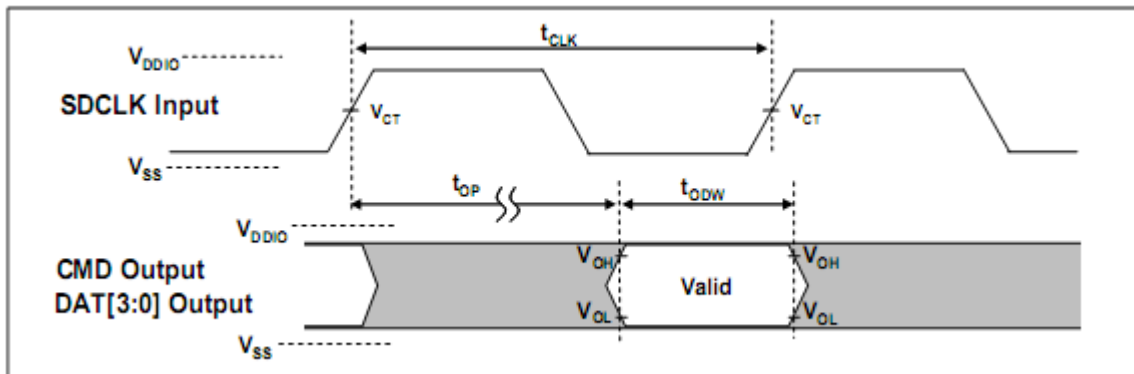 tCLK
VDDIO
SDCLK Input
VCT
VCT
VSS
tOP
tODW
VDDIO
VOH
VOH
CMD Output
DAT[3:0] Output
Valid
VOL
VOL
VSS